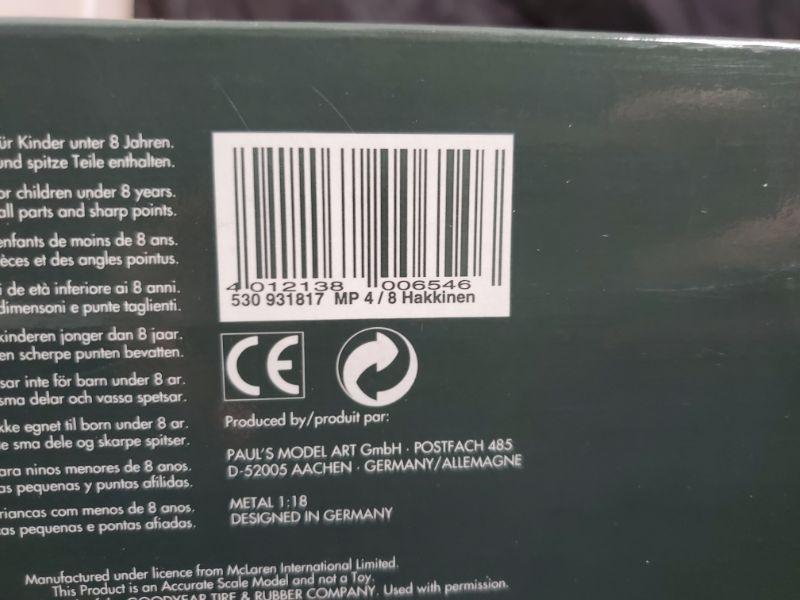 für Kinder unter 8 Jahren.
und spitze Teile enthalten.
or children under 8 years.
all parts and sharp points.
enfants de moins de 8 ans.
èces et des angles pointus.
i de età inferiore ai 8 anni.
dimensoni e punte taglienti.
kinderen jonger dan 8 jaar.
en scherpe punten bevatten.
sar inte för barn under 8 ar.
sma delar och vassa spetsar.
kke egnet til born under 8 ar.
e sma dele og skarpe spitser.
ara ninos menores de 8 anos.
as pequenas y puntas afilidas.
riancas com menos de 8 anos.
as pequenas e pontas afiadas.
4 012138 006546
530 931817 MP 4/8 Hakkinen
CE
Produced by/produit par:
PAUL'S MODEL ART GmbH · POSTFACH 485
D-52005 AACHEN · GERMANY/ALLEMAGNE
METAL 1:18
DESIGNED IN GERMANY
Manufactured under licence from McLaren International Limited.
This Product is an Accurate Scale Model and not a Toy.
of the GOODYEAR TIRE & RUBBER COMPANY. Used with permission.